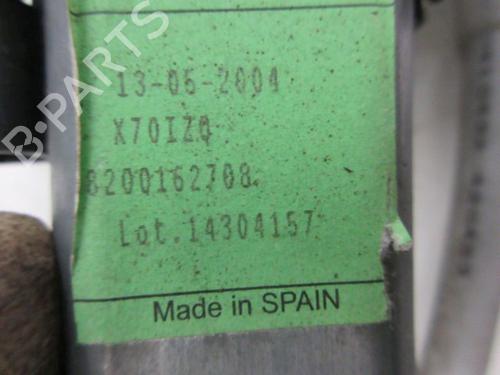 B-PARTS
13-05-2004
X70IZQ
8200162708
Lot.14304157
Made in SPAIN